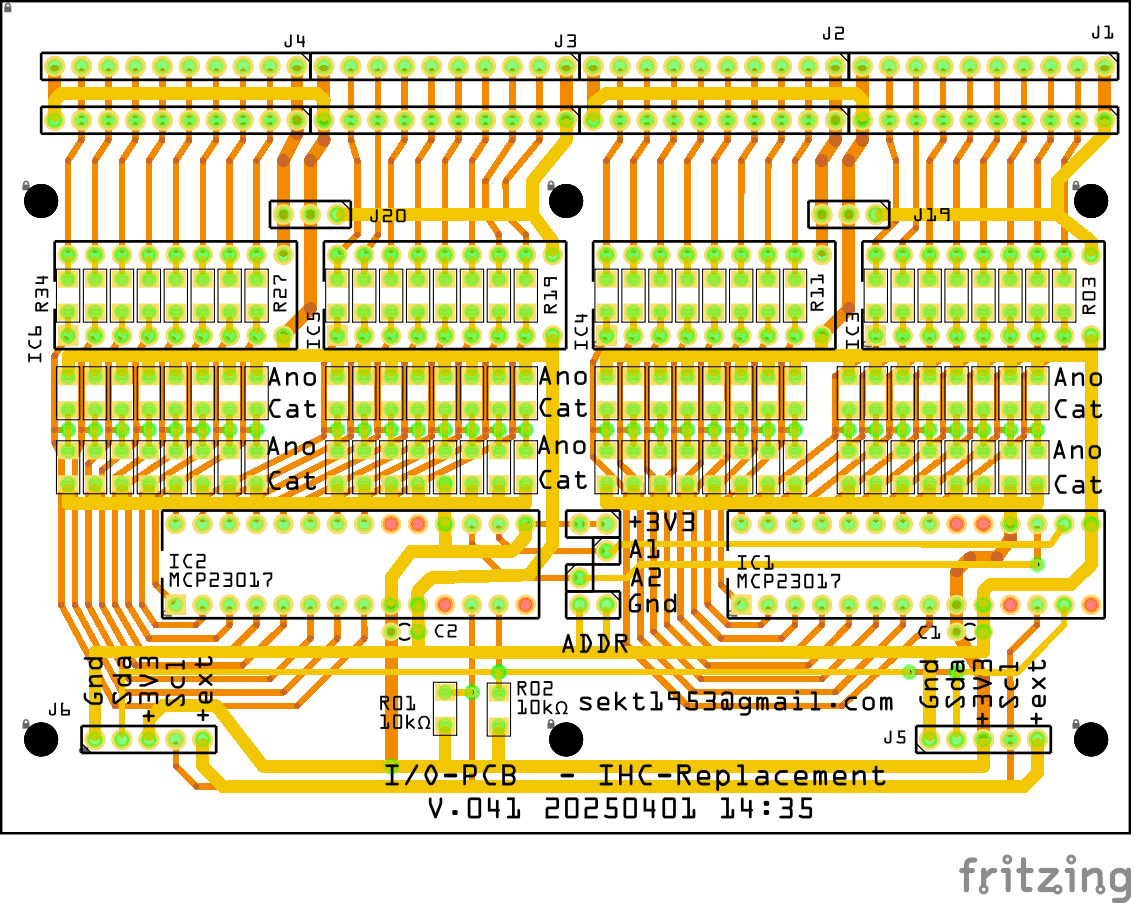 J4 J3 J2 J1
J20 J19
R34 R27 R19 R11 R03
IC6 IC5 IC4 IC3
Ano Ano Ano
Cat Cat Cat
Ano Ano Ano
Cat Cat Cat
+3V3
A1
IC2 IC1
MCP23017 A2 MCP23017
Gnd
C2 C1
ADDR
Gnd Sda +3V3 Scl +ext
Gnd Sda +3V3 Scl +ext
R01 R02
10kΩ 10kΩ
sekt1953@gmail.com
J6 J5
I/O-PCB - IHC-Replacement
V.041 20250401 14:35
fritzing